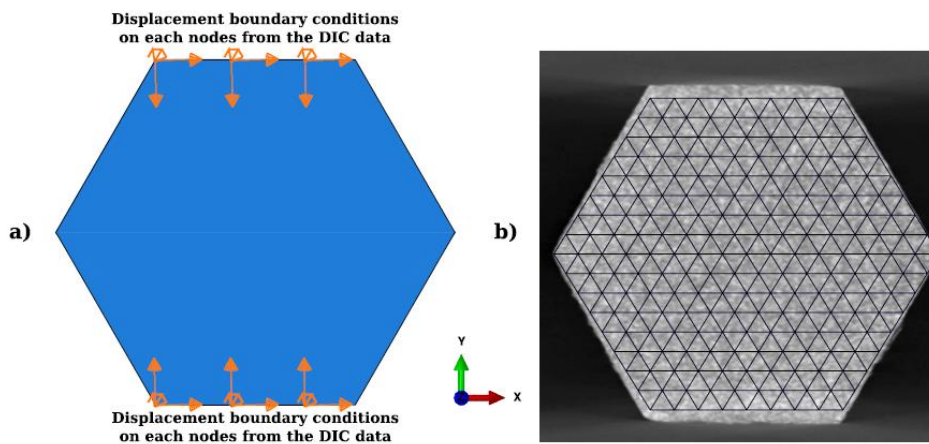 Displacement boundary conditions
on each nodes from the DIC data
a)
b)
Y
X
Displacement boundary conditions
on each nodes from the DIC data